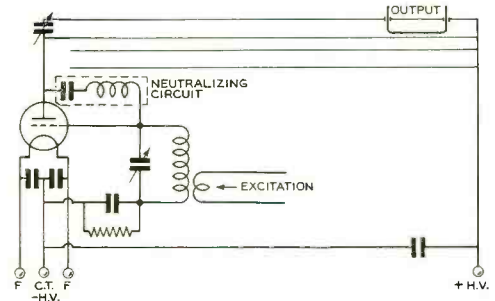 OUTPUT
NEUTRALIZING
CIRCUIT
EXCITATION
F C.T. F
-H.V.
+ H.V.